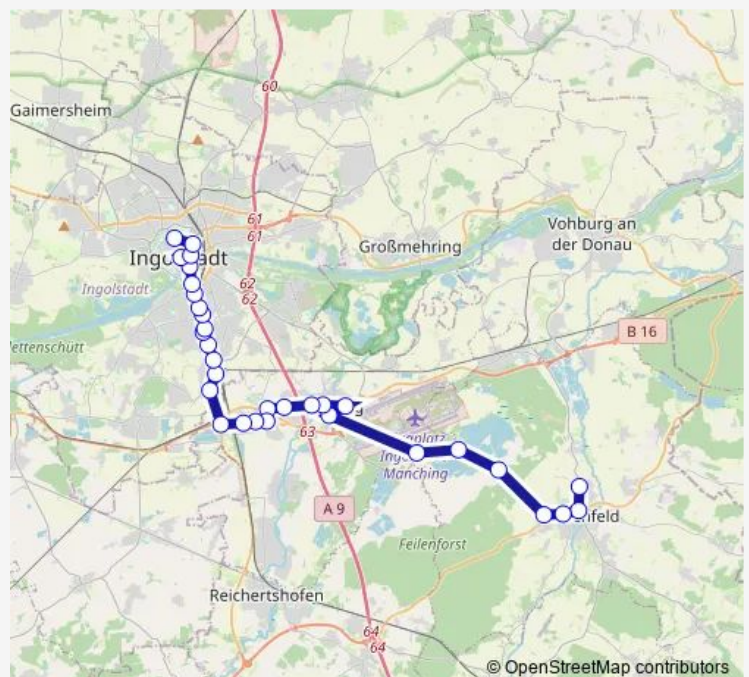 60
Gaimersheim
61
61
Vohburg an
der Donau
Großmehring
Ingolstadt
62
62
B 16
63
Manching
A 9
Feilenforst
Reichertshofen
64
64
© OpenStreetMap contributors